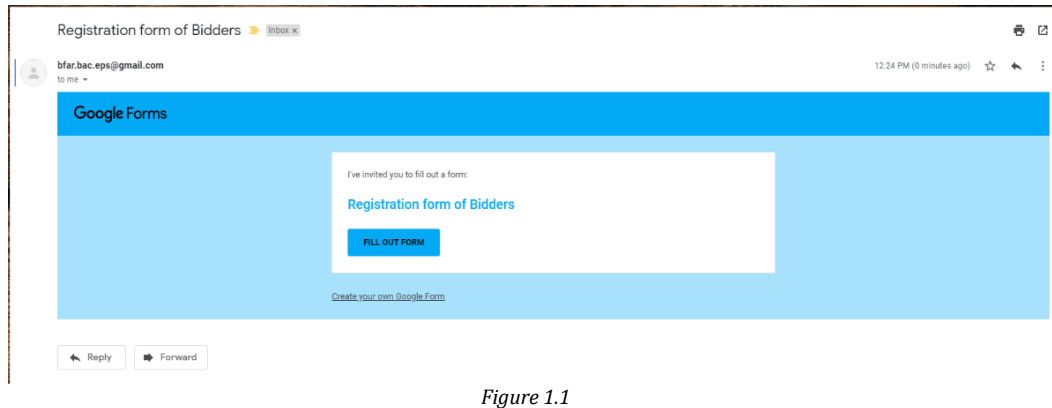 Registration form of Bidders Inbox x
bfar.bac.eps@gmail.com
12:24 PM (0 minutes ago)
to me
Google Forms
I've invited you to fill out a form:
Registration form of Bidders
FILL OUT FORM
Create your own Google Form
Reply Forward
Figure 1.1